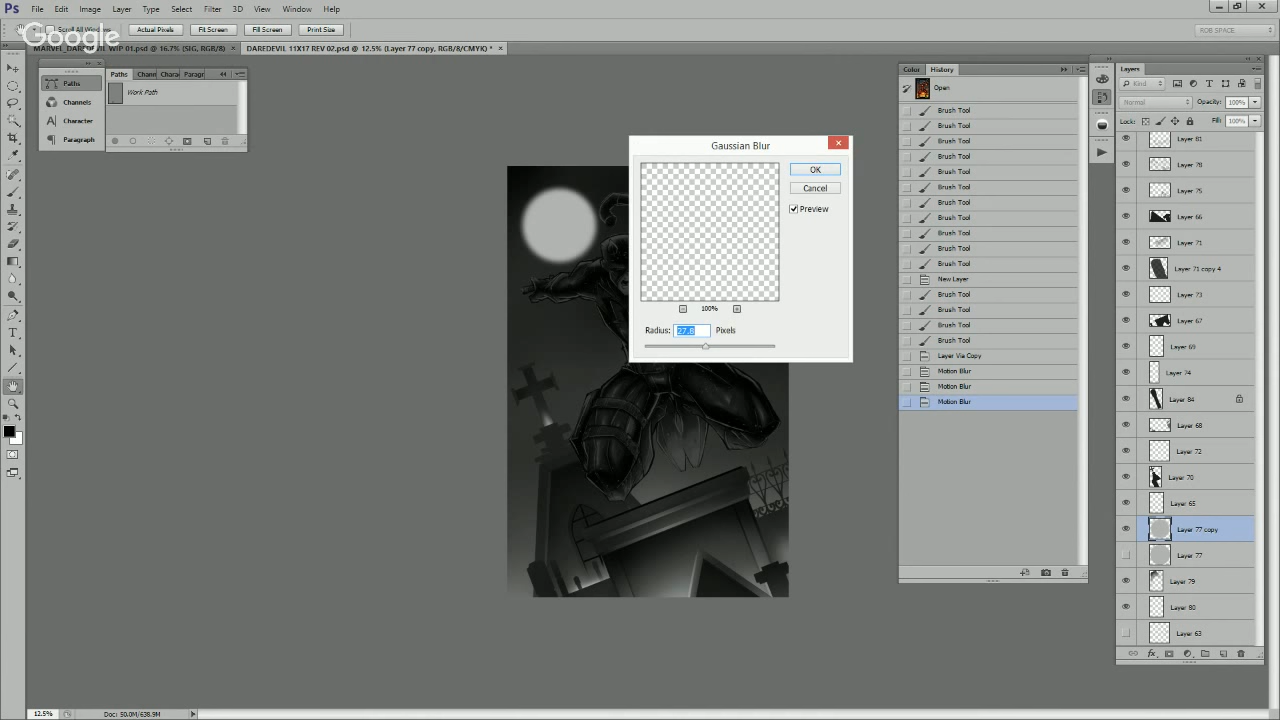 Ps File Edit Image Layer Type Select Filter 3D View Window Help
Scroll All Windows Actual Pixels Fit Screen Fill Screen Print Size RGB SPACE
Google
MARVEL_DAREDEVIL WIP 01.psd @ 16.7% (SIG, RGB/8) × DAREDEVIL 11X17 REV 02.psd @ 12.5% (Layer 77 copy, RGB/8/CMYK) * ×
Paths
Channels
Character
Paragraph
Paths Chann Chara Paragr
Work Path
Gaussian Blur
OK
Cancel
Preview
100%
Radius: 27.8 Pixels
Color History
Open
Brush Tool
Brush Tool
Brush Tool
Brush Tool
Brush Tool
Brush Tool
Brush Tool
Brush Tool
Brush Tool
Brush Tool
Brush Tool
New Layer
Brush Tool
Brush Tool
Brush Tool
Brush Tool
Layer Via Copy
Motion Blur
Motion Blur
Motion Blur
Layers
Kind
Normal Opacity: 100%
Lock: Fill: 100%
Layer 81
Layer 78
Layer 75
Layer 66
Layer 71
Layer 71 copy 4
Layer 73
Layer 67
Layer 69
Layer 74
Layer 84
Layer 68
Layer 72
Layer 70
Layer 65
Layer 77 copy
Layer 77
Layer 79
Layer 80
Layer 63
12.5% Doc: 50.0M/638.9M